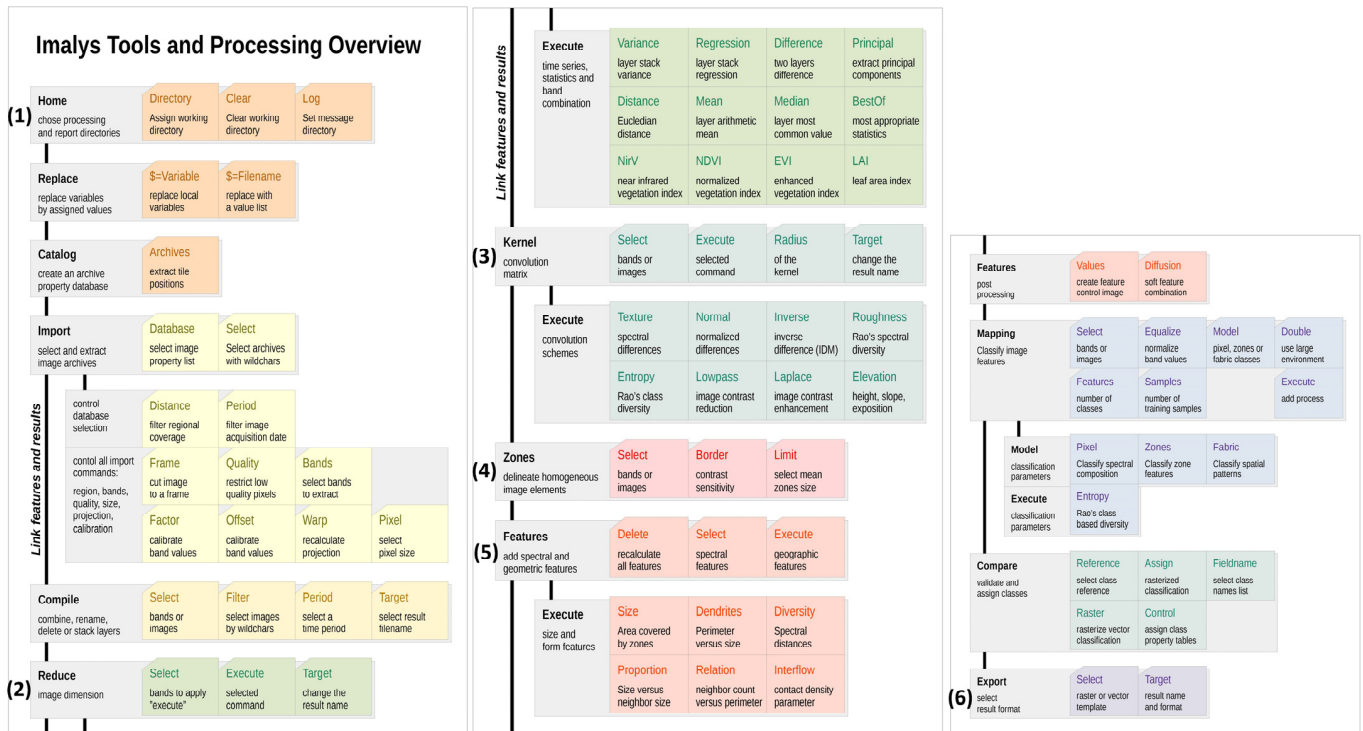 Imalys Tools and Processing Overview
(1)
Home
chose processing
and report directories
Directory
Assign working
directory
Clear
Clear working
directory
Log
Set message
directory
Replace
replace variables
by assigned values
$=Variable
replace local
variables
$=Filename
replace with
a value list
Catalog
create an archive
property database
Archives
extract tile
positions
Import
select and extract
image archives
Database
select image
property list
Select
Select archives
with wildchars
Link features and results
control
database
selection
Distance
filter regional
coverage
Period
filter image
acquisition date
contol all import
commands:
region, bands,
quality, size,
projection,
calibration
Frame
cut image
to a frame
Quality
restrict low
quality pixels
Bands
select bands
to extract
Factor
calibrate
band values
Offset
calibrate
band values
Warp
recalculate
projection
Pixel
select
pixel size
Compile
combine, rename,
delete or stack layers
Select
bands or
images
Filter
select images
by wildchars
Period
select a
time period
Target
select result
filename
(2)
Reduce
image dimension
Select
bands to apply
"execute"
Execute
selected
command
Target
change the
result name
Link features and results
Execute
time series,
statistics and
band
combination
Variance
layer stack
variance
Regression
layer stack
regression
Difference
two layers
difference
Principal
extract principal
components
Distance
Eucledian
distance
Mean
layer arithmetic
mean
Median
layer most
common value
BestOf
most appropriate
statistics
NirV
near infrared
vegetation index
NDVI
normalized
vegetation index
EVI
enhanced
vegetation index
LAI
leaf area index
(3)
Kernel
convolution
matrix
Select
bands or
images
Execute
selected
command
Radius
of the
kernel
Target
change the
result name
Execute
convolution
schemes
Texture
spectral
differences
Normal
normalized
differences
Inverse
inverse
difference (IDM)
Roughness
Rao's spectral
diversity
Entropy
Rao's class
diversity
Lowpass
image contrast
reduction
Laplace
image contrast
enhancement
Elevation
height, slope,
exposition
(4)
Zones
delineate homogeneous
image elements
Select
bands or
images
Border
contrast
sensitivity
Limit
select mean
zones size
(5)
Features
add spectral and
geometric features
Delete
recalculate
all features
Select
spectral
features
Execute
geographic
features
Execute
size and
form features
Size
Area covered
by zones
Dendrites
Perimeter
versus size
Diversity
Spectral
distances
Proportion
Size versus
neighbor size
Relation
neighbor count
versus perimeter
Interflow
contact density
parameter
Features
post
processing
Values
create feature
control image
Diffusion
soft feature
combination
Mapping
Classify image
features
Select
bands or
images
Equalize
normalize
band values
Model
pixel, zones or
fabric classes
Double
use large
environment
Features
number of
classes
Samples
number of
training samples
Execute
add process
Model
classification
parameters
Pixel
Classify spectral
composition
Zones
Classify zone
features
Fabric
Classify spatial
patterns
Execute
classification
parameters
Entropy
Rao's class
based diversity
Compare
validate and
assign classes
Reference
select class
reference
Assign
rasterized
classification
Fieldname
select class
names list
Raster
rasterize vector
classification
Control
assign class
property tables
(6)
Export
select
result format
Select
raster or vector
template
Target
result name
and format